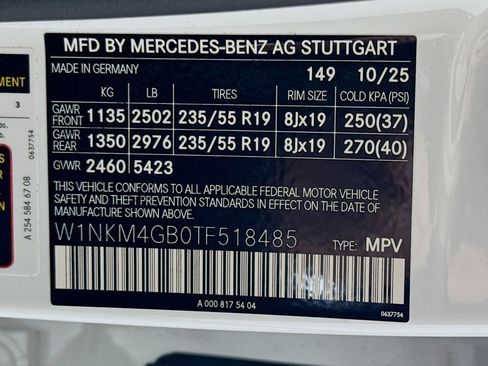 MFD BY MERCEDES-BENZ AG STUTTGART
MADE IN GERMANY 149 10/25
KG LB TIRES RIM SIZE COLD KPA (PSI)
GAWR FRONT 1135 2502 235/55 R19 8Jx19 250(37)
GAWR REAR 1350 2976 235/55 R19 8Jx19 270(40)
GVWR 2460 5423
THIS VEHICLE CONFORMS TO ALL APPLICABLE FEDERAL MOTOR VEHICLE
SAFETY AND THEFT PREVENTION STANDARDS IN EFFECT ON THE DATE
OF MANUFACTURE SHOWN ABOVE.
W1NKM4GB0TF518485 TYPE: MPV
A 000 817 54 04
0637754
3
0637754
A 254 584 67 08